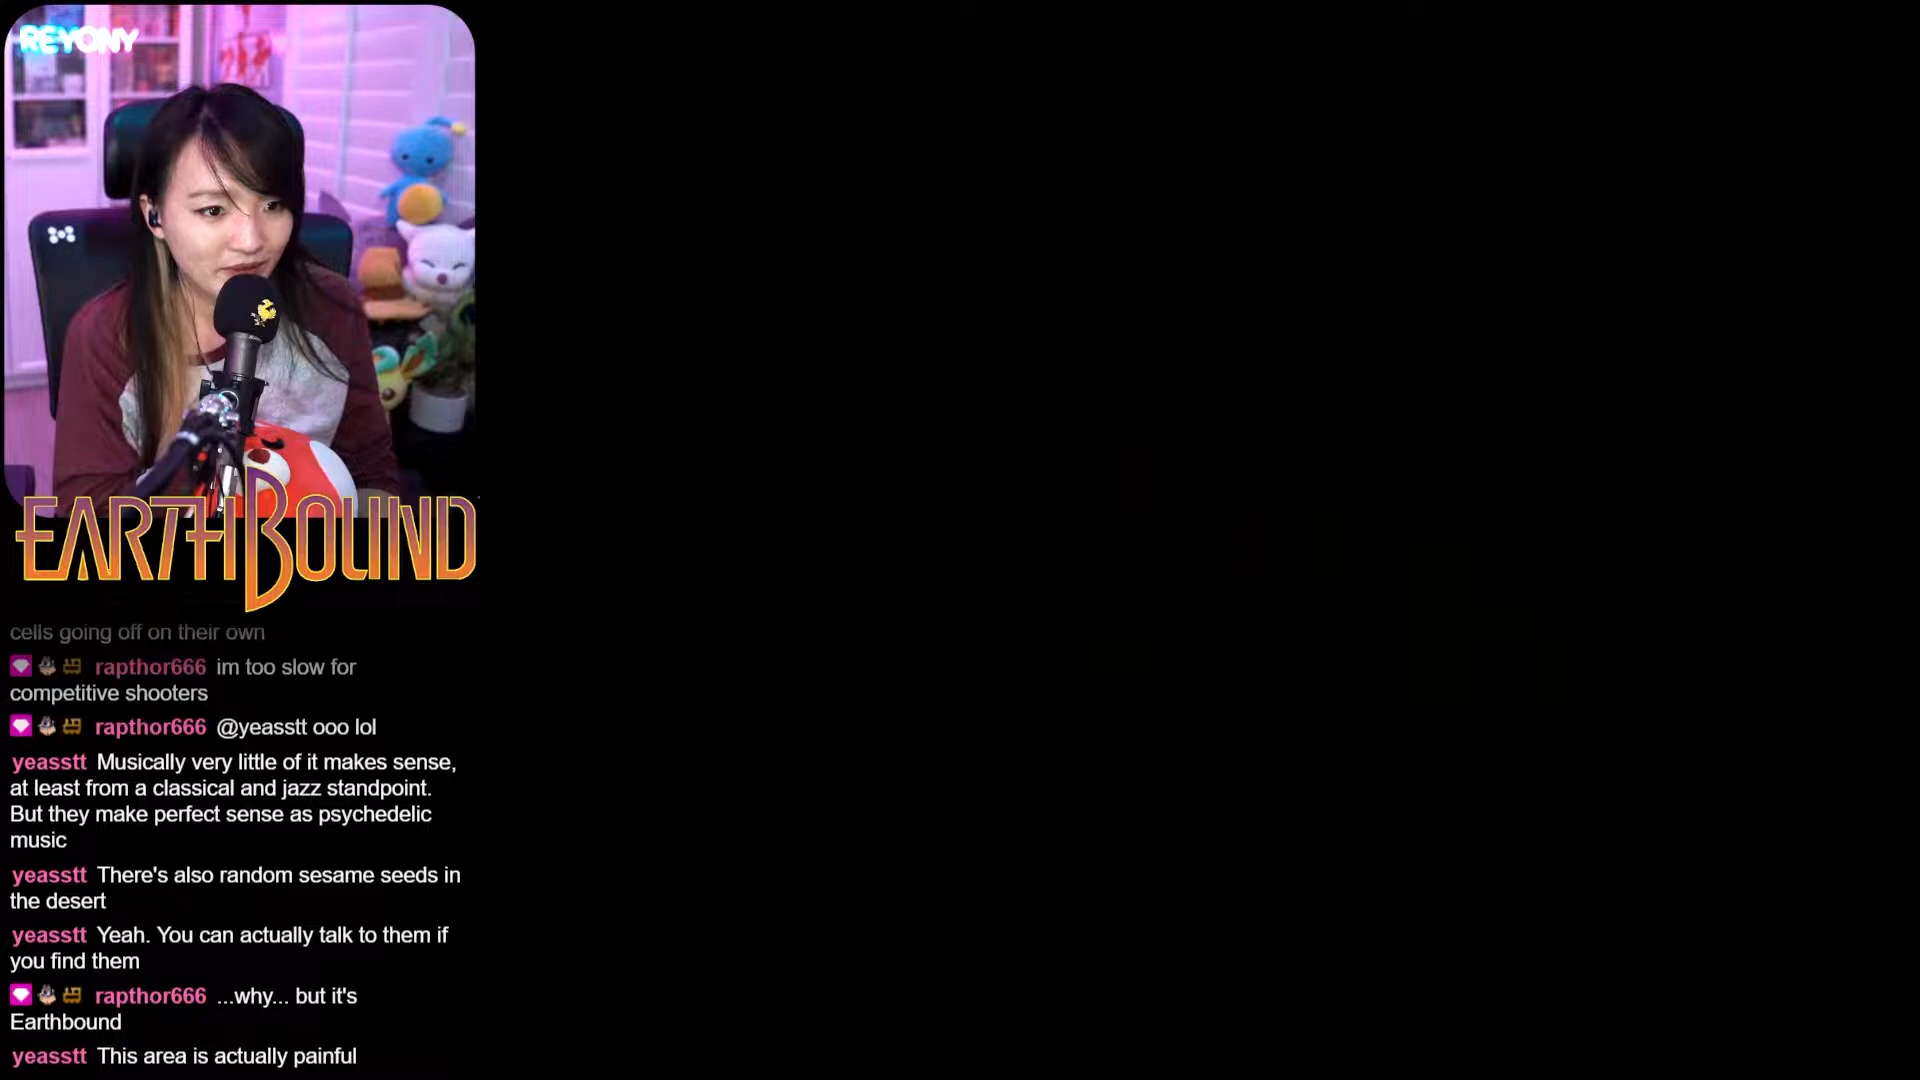 REYONY
EARTHBOUND
cells going off on their own
rapthor666 im too slow for
competitive shooters
rapthor666 @yeasstt ooo lol
yeasstt Musically very little of it makes sense,
at least from a classical and jazz standpoint.
But they make perfect sense as psychedelic
music
yeasstt There's also random sesame seeds in
the desert
yeasstt Yeah. You can actually talk to them if
you find them
rapthor666 ...why... but it's
Earthbound
yeasstt This area is actually painful